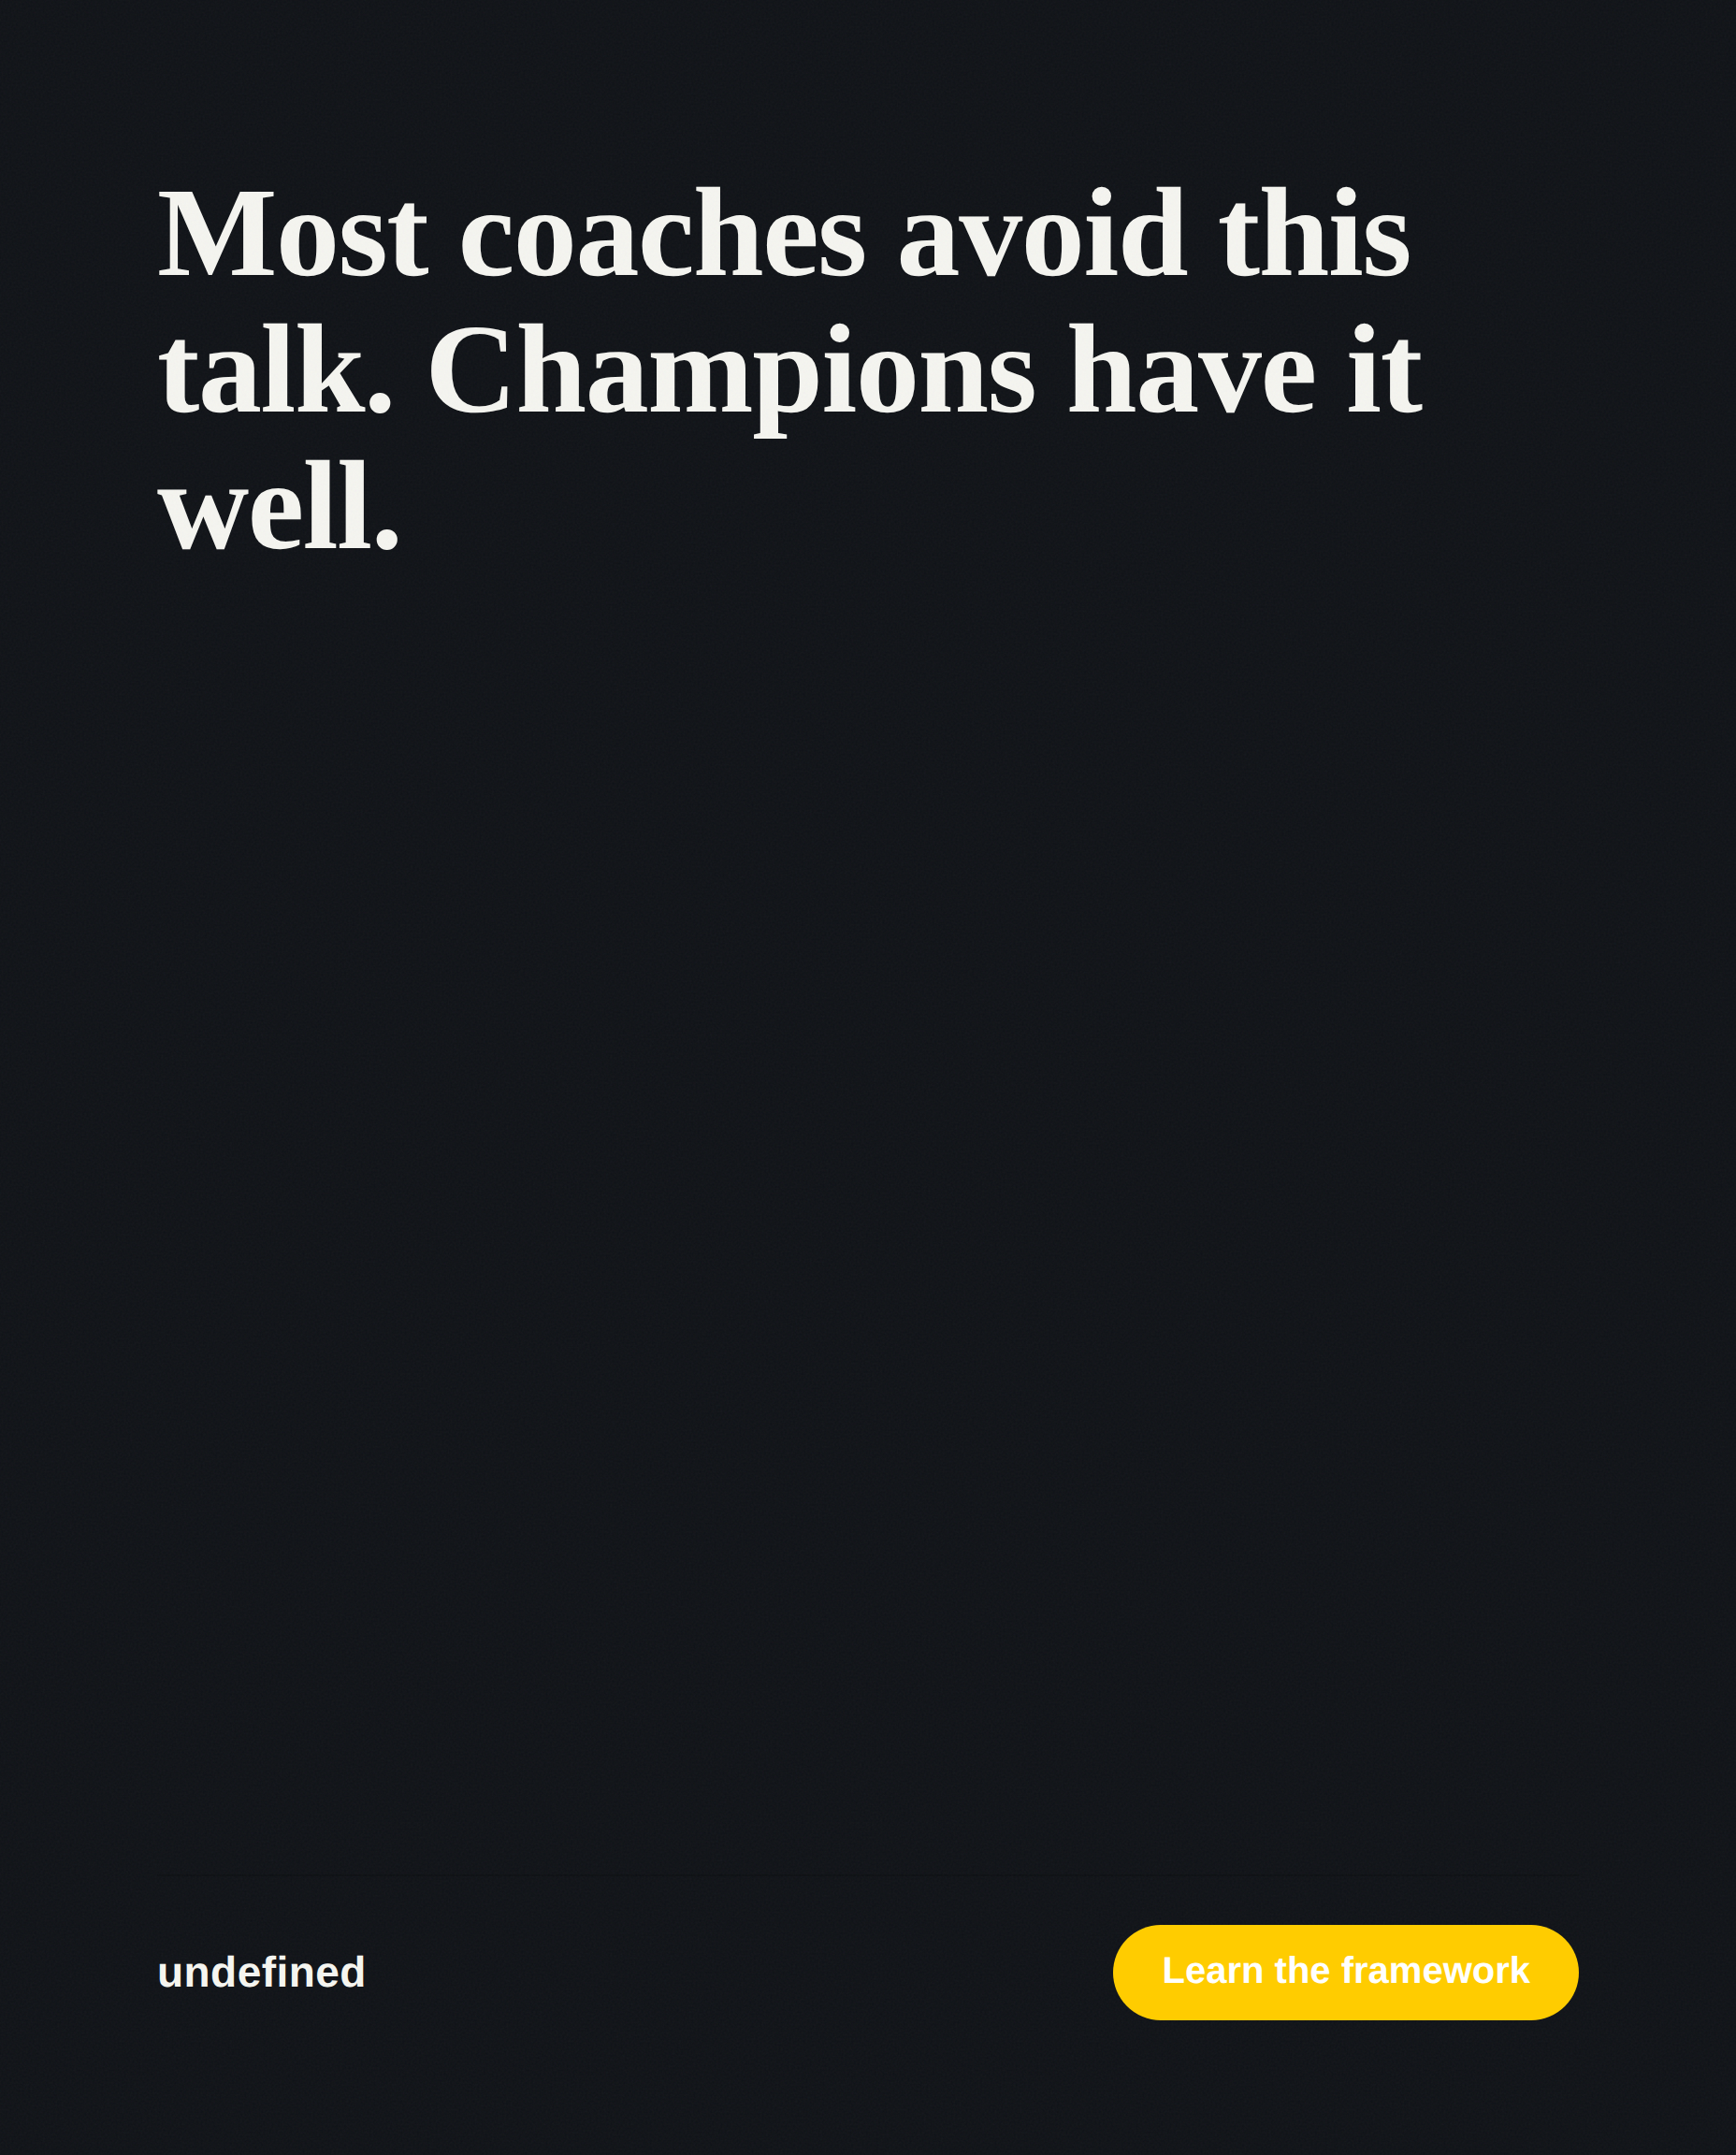 Most coaches avoid this
talk. Champions have it
well.
undefined
Learn the framework